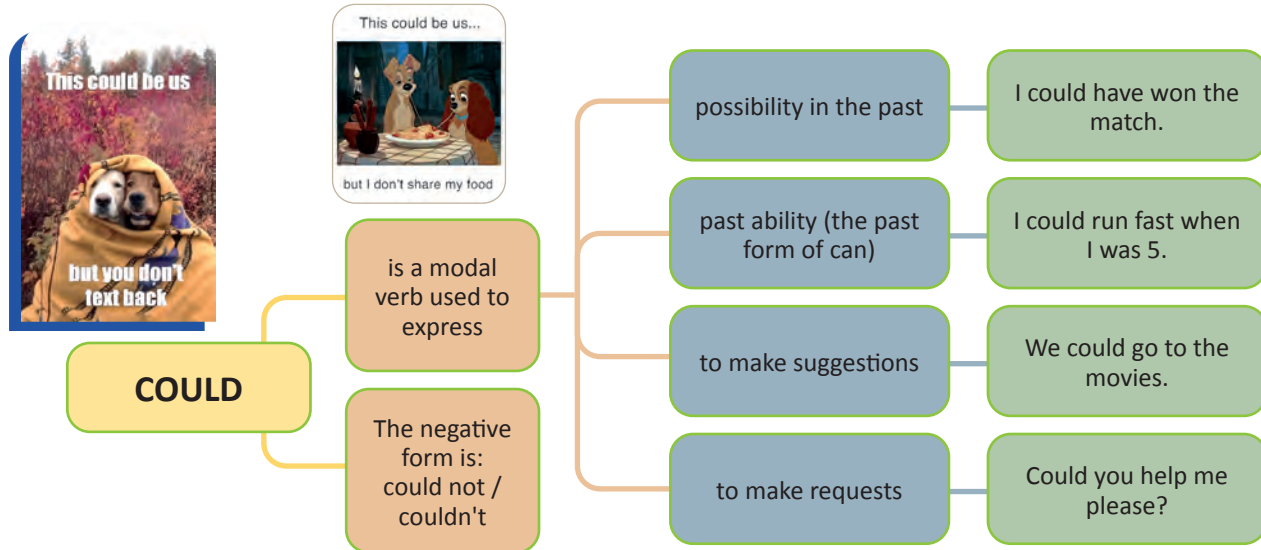 This could be us
but you don't
text back
This could be us...
but I don't share my food
COULD
is a modal
verb used to
express
The negative
form is:
could not /
couldn't
possibility in the past
I could have won the
match.
past ability (the past
form of can)
I could run fast when
I was 5.
to make suggestions
We could go to the
movies.
to make requests
Could you help me
please?